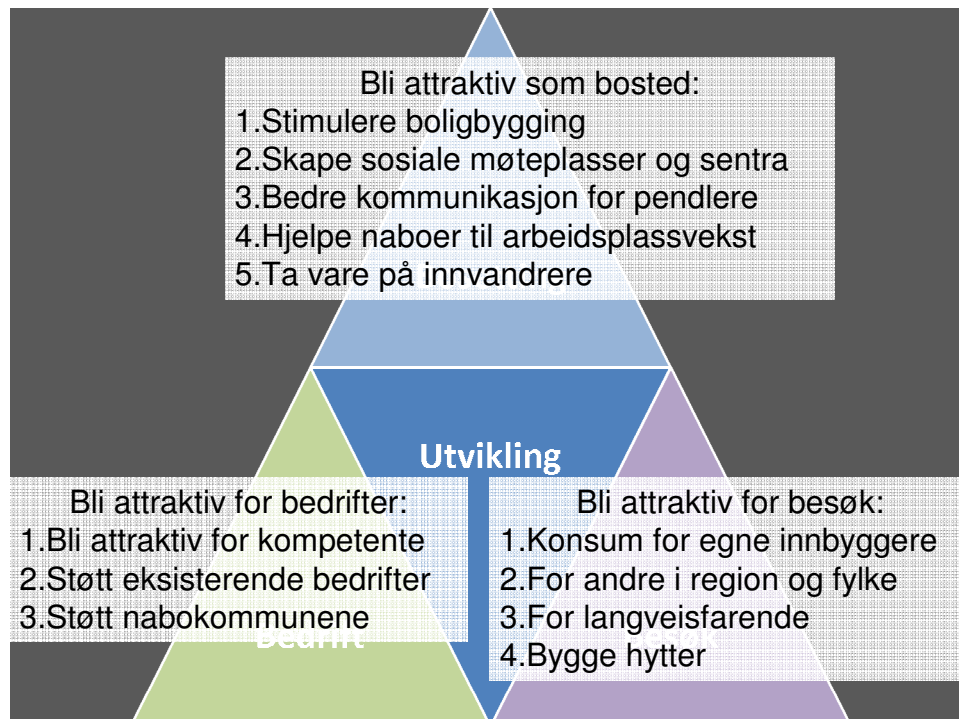 Bli attraktiv som bosted:
1.Stimulere boligbygging
2.Skape sosiale møteplasser og sentra
3.Bedre kommunikasjon for pendlere
4.Hjelpe naboer til arbeidsplassvekst
5.Ta vare på innvandrere
Utvikling
Bli attraktiv for bedrifter:
1.Bli attraktiv for kompetente
2.Støtt eksisterende bedrifter
3.Støtt nabokommunene
Bedrift
Bli attraktiv for besøk:
1.Konsum for egne innbyggere
2.For andre i region og fylke
3.For langveisfarende
4.Bygge hytter
Besøk